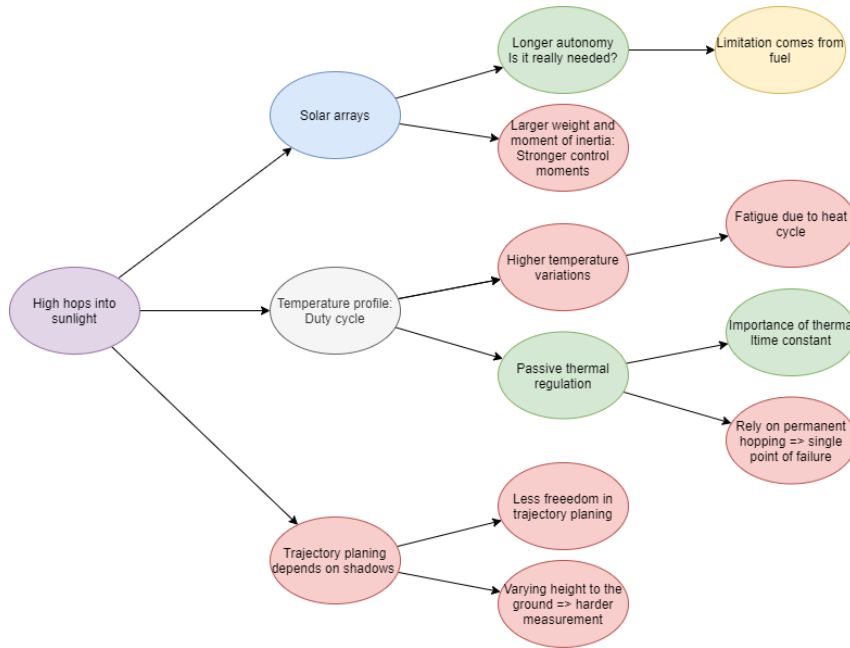 Longer autonomy
Is it really needed?
Limitation comes from
fuel
Solar arrays
Larger weight and
moment of inertia:
Stronger control
moments
Fatigue due to heat
cycle
Higher temperature
variations
High hops into
sunlight
Temperature profile:
Duty cycle
Importance of therma
ltime constant
Passive thermal
regulation
Rely on permanent
hopping => single
point of failure
Less freeedom in
trajectory planing
Trajectory planing
depends on shadows
Varying height to the
ground => harder
measurement